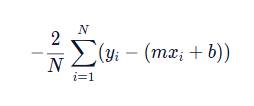 $-\frac{2}{N} \sum_{i=1}^{N} (y_i - (mx_i + b))$